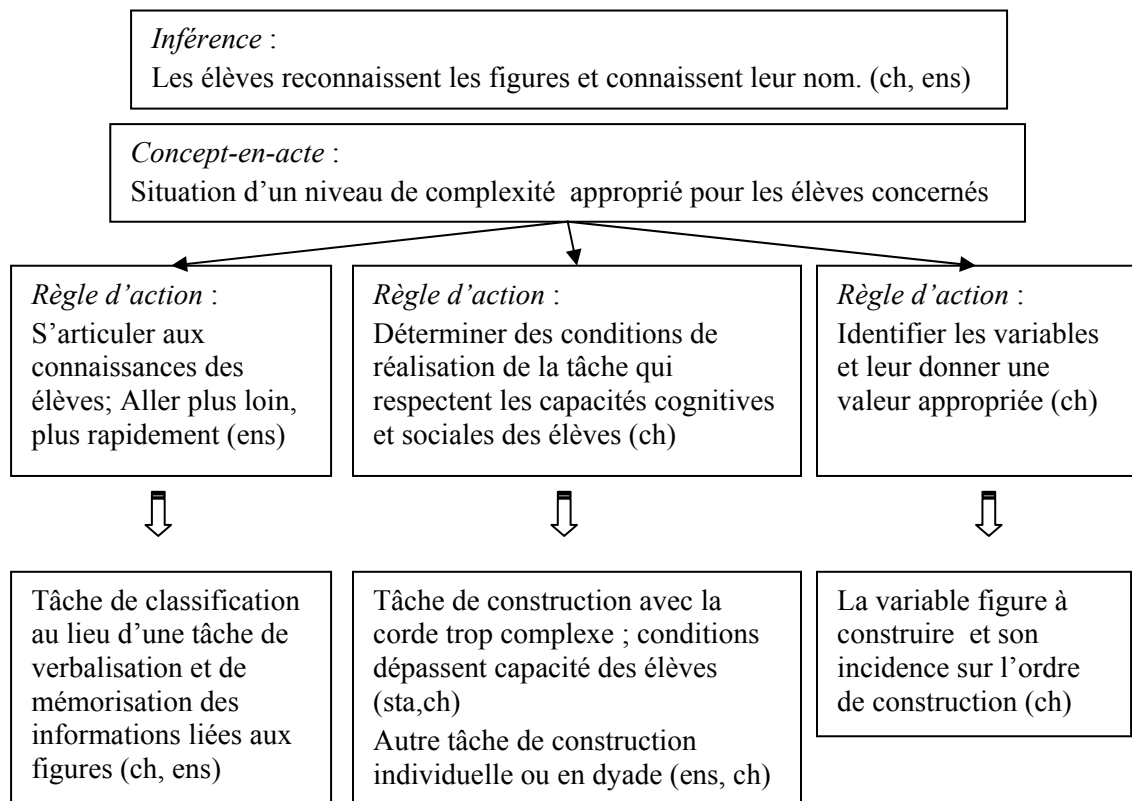 Inférence :
Les élèves reconnaissent les figures et connaissent leur nom. (ch, ens)
Concept-en-acte :
Situation d’un niveau de complexité approprié pour les élèves concernés
Règle d’action :
S’articuler aux
connaissances des
élèves; Aller plus loin,
plus rapidement (ens)
Règle d’action :
Déterminer des conditions de
réalisation de la tâche qui
respectent les capacités cognitives
et sociales des élèves (ch)
Règle d’action :
Identifier les variables
et leur donner une
valeur appropriée (ch)
Tâche de classification
au lieu d’une tâche de
verbalisation et de
mémorisation des
informations liées aux
figures (ch, ens)
Tâche de construction avec la
corde trop complexe ; conditions
dépassent capacité des élèves
(sta,ch)
Autre tâche de construction
individuelle ou en dyade (ens, ch)
La variable figure à
construire et son
incidence sur l’ordre
de construction (ch)